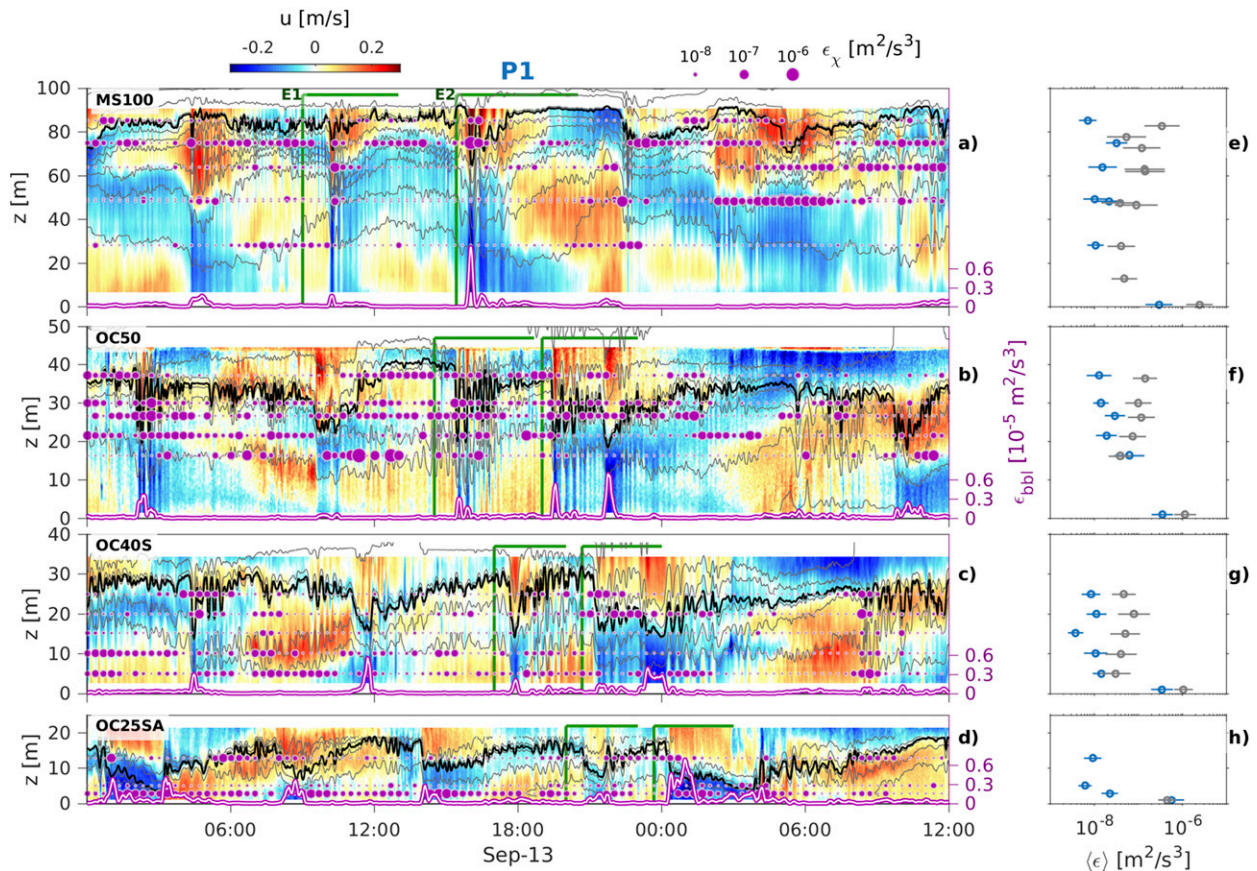 u [m/s]
-0.2 0 0.2
P1
10⁻⁸ 10⁻⁷ 10⁻⁶ ϵ_χ [m²/s³]
MS100
E1
E2
a)
e)
z [m]
100
80
60
40
20
0
0.6
0.3
0
OC50
b)
f)
z [m]
50
40
30
20
10
0
0.6
0.3
0
ϵ_bbl [10⁻⁵ m²/s³]
OC40S
c)
g)
z [m]
40
30
20
10
0
0.6
0.3
0
OC25SA
d)
h)
z [m]
20
10
0
0.6
0.3
0
06:00 12:00 18:00 00:00 06:00 12:00
Sep-13
10⁻⁸ 10⁻⁶
⟨ϵ⟩ [m²/s³]